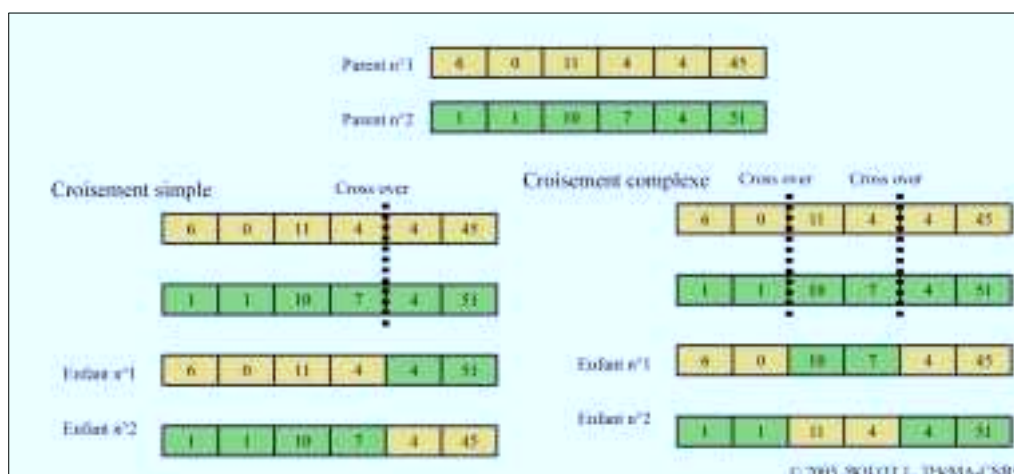 Parent n°1 6 0 11 4 4 45
Parent n°2 1 1 10 7 4 51
Croisement simple Cross over
6 0 11 4 4 45
1 1 10 7 4 51
Enfant n°1 6 0 11 4 4 51
Enfant n°2 1 1 10 7 4 45
Croisement complexe Cross over Cross over
6 0 11 4 4 45
1 1 10 7 4 51
Enfant n°1 6 0 10 7 4 45
Enfant n°2 1 1 11 4 4 51
© 2005